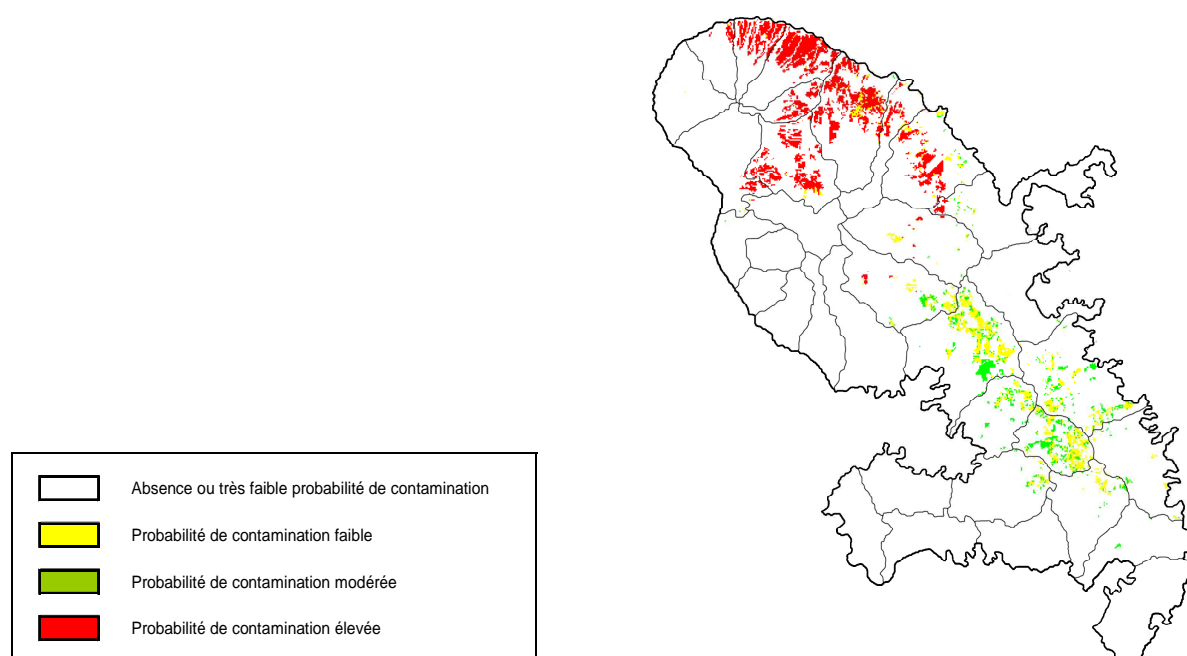 Absence ou très faible probabilité de contamination
Probabilité de contamination faible
Probabilité de contamination modérée
Probabilité de contamination élevée